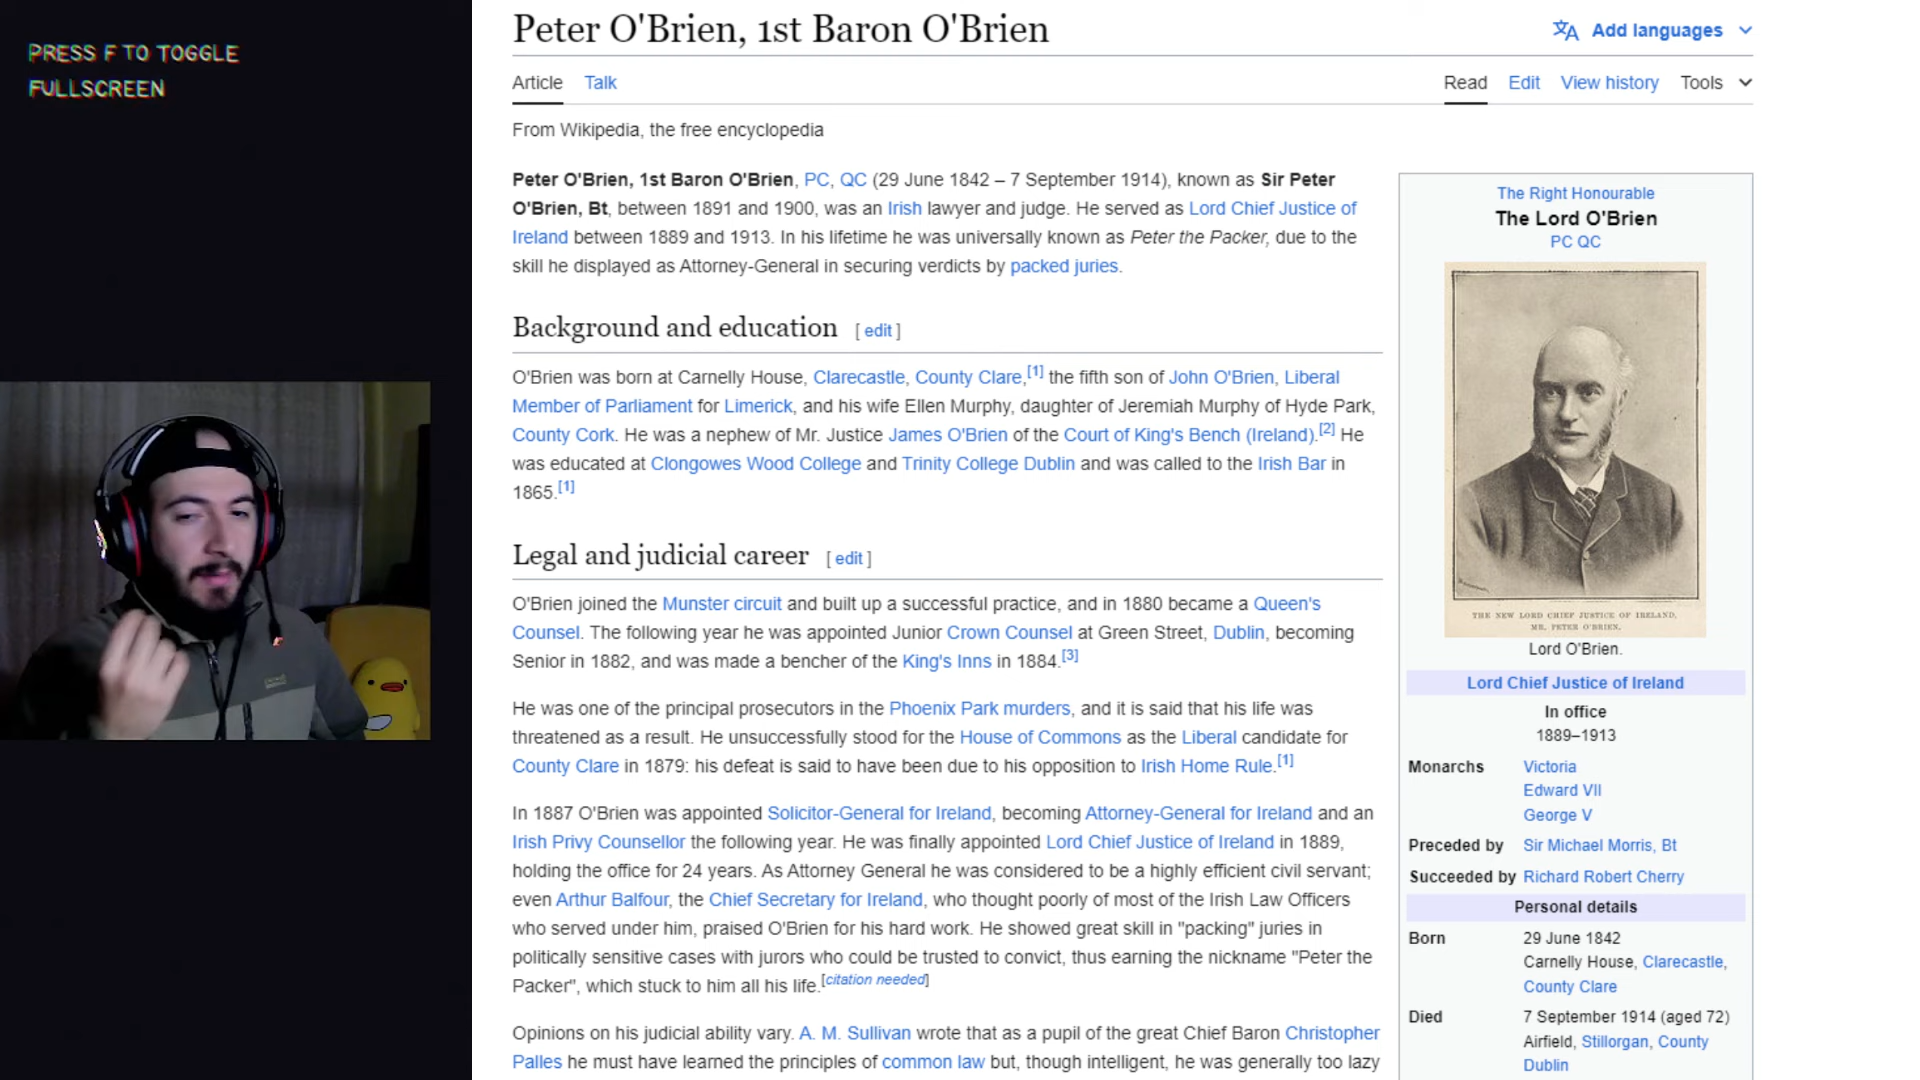 PRESS F TO TOGGLE
FULLSCREEN
Peter O'Brien, 1st Baron O'Brien
Add languages
Article Talk
Read Edit View history Tools
From Wikipedia, the free encyclopedia
Peter O'Brien, 1st Baron O'Brien, PC, QC (29 June 1842 – 7 September 1914), known as Sir Peter
O'Brien, Bt, between 1891 and 1900, was an Irish lawyer and judge. He served as Lord Chief Justice of
Ireland between 1889 and 1913. In his lifetime he was universally known as Peter the Packer, due to the
skill he displayed as Attorney-General in securing verdicts by packed juries.
Background and education [ edit ]
O'Brien was born at Carnelly House, Clarecastle, County Clare,[1] the fifth son of John O'Brien, Liberal
Member of Parliament for Limerick, and his wife Ellen Murphy, daughter of Jeremiah Murphy of Hyde Park,
County Cork. He was a nephew of Mr. Justice James O'Brien of the Court of King's Bench (Ireland).[2] He
was educated at Clongowes Wood College and Trinity College Dublin and was called to the Irish Bar in
1865.[1]
Legal and judicial career [ edit ]
O'Brien joined the Munster circuit and built up a successful practice, and in 1880 became a Queen's
Counsel. The following year he was appointed Junior Crown Counsel at Green Street, Dublin, becoming
Senior in 1882, and was made a bencher of the King's Inns in 1884.[3]
He was one of the principal prosecutors in the Phoenix Park murders, and it is said that his life was
threatened as a result. He unsuccessfully stood for the House of Commons as the Liberal candidate for
County Clare in 1879: his defeat is said to have been due to his opposition to Irish Home Rule.[1]
In 1887 O'Brien was appointed Solicitor-General for Ireland, becoming Attorney-General for Ireland and an
Irish Privy Counsellor the following year. He was finally appointed Lord Chief Justice of Ireland in 1889,
holding the office for 24 years. As Attorney General he was considered to be a highly efficient civil servant;
even Arthur Balfour, the Chief Secretary for Ireland, who thought poorly of most of the Irish Law Officers
who served under him, praised O'Brien for his hard work. He showed great skill in "packing" juries in
politically sensitive cases with jurors who could be trusted to convict, thus earning the nickname "Peter the
Packer", which stuck to him all his life.[citation needed]
Opinions on his judicial ability vary. A. M. Sullivan wrote that as a pupil of the great Chief Baron Christopher
Palles he must have learned the principles of common law but, though intelligent, he was generally too lazy
The Right Honourable
The Lord O'Brien
PC QC
THE NEW LORD CHIEF JUSTICE OF IRELAND,
MR. PETER O'BRIEN.
Lord O'Brien.
Lord Chief Justice of Ireland
In office
1889–1913
Monarchs Victoria
Edward VII
George V
Preceded by Sir Michael Morris, Bt
Succeeded by Richard Robert Cherry
Personal details
Born 29 June 1842
Carnelly House, Clarecastle,
County Clare
Died 7 September 1914 (aged 72)
Airfield, Stillorgan, County
Dublin